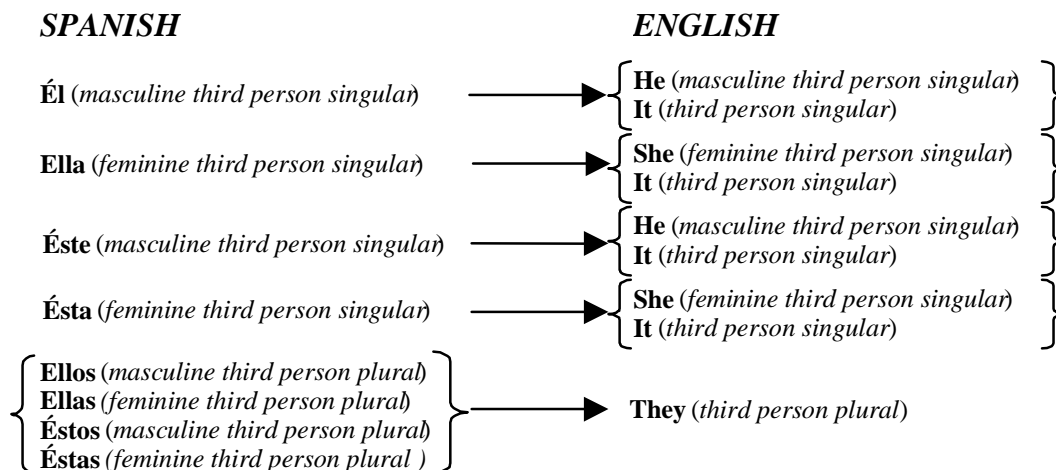 SPANISH ENGLISH
Él (masculine third person singular) He (masculine third person singular)
It (third person singular)
Ella (feminine third person singular) She (feminine third person singular)
It (third person singular)
Éste (masculine third person singular) He (masculine third person singular)
It (third person singular)
Ésta (feminine third person singular) She (feminine third person singular)
It (third person singular)
Ellos (masculine third person plural)
Ellas (feminine third person plural)
Éstos (masculine third person plural)
Éstas (feminine third person plural )
They (third person plural)